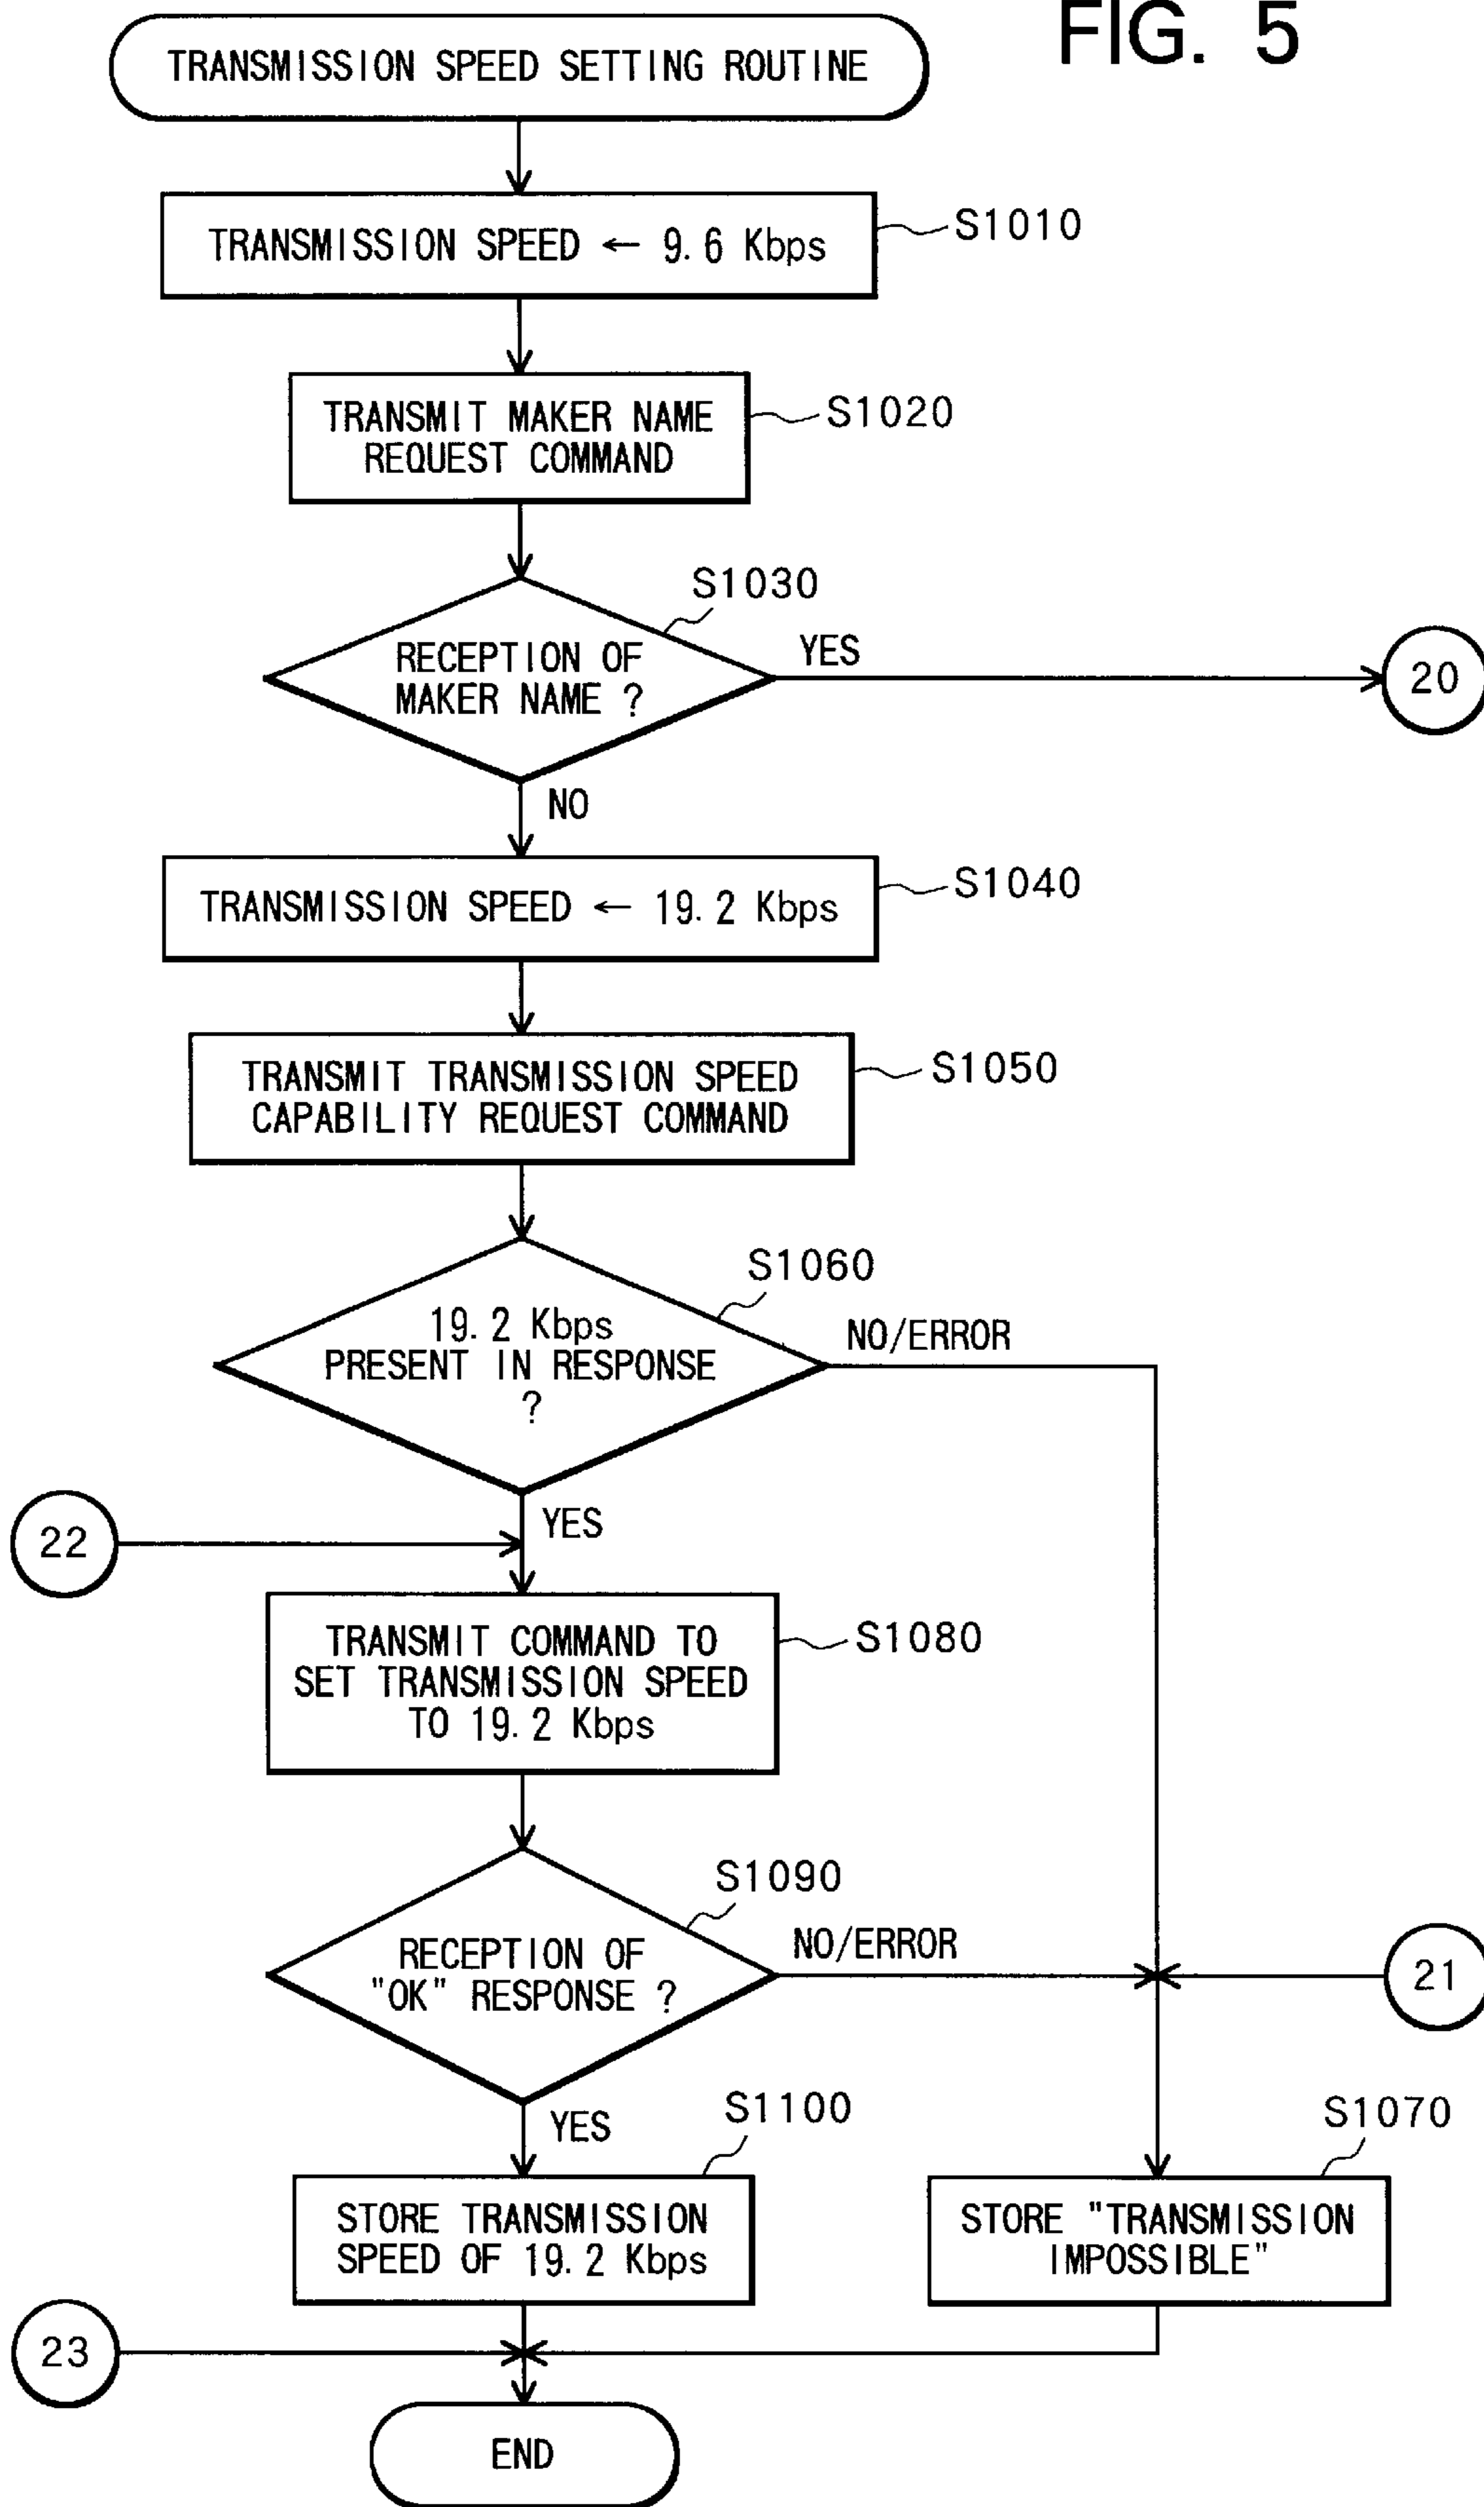 FIG. 5
TRANSMISSION SPEED SETTING ROUTINE
TRANSMISSION SPEED ← 9.6 Kbps
S1010
TRANSMIT MAKER NAME
REQUEST COMMAND
S1020
S1030
RECEPTION OF
MAKER NAME ?
YES
20
NO
TRANSMISSION SPEED ← 19.2 Kbps
S1040
TRANSMIT TRANSMISSION SPEED
CAPABILITY REQUEST COMMAND
S1050
S1060
19.2 Kbps
PRESENT IN RESPONSE
?
NO/ERROR
YES
22
TRANSMIT COMMAND TO
SET TRANSMISSION SPEED
TO 19.2 Kbps
S1080
S1090
RECEPTION OF
"OK" RESPONSE ?
NO/ERROR
21
YES
S1100
S1070
STORE TRANSMISSION
SPEED OF 19.2 Kbps
STORE "TRANSMISSION
IMPOSSIBLE"
23
END